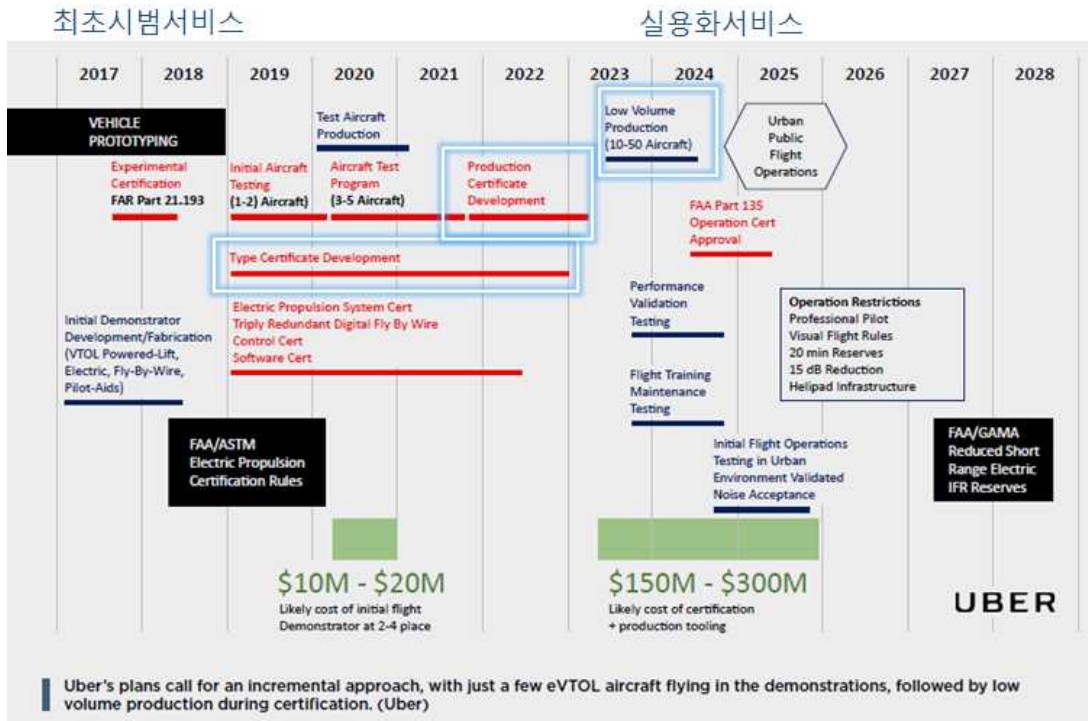 최초시범서비스
실용화서비스
2017 2018 2019 2020 2021 2022 2023 2024 2025 2026 2027 2028
VEHICLE
PROTOTYPING
Test Aircraft
Production
Low Volume
Production
(10-50 Aircraft)
Urban
Public
Flight
Operations
Experimental
Certification
FAR Part 21.193
Initial Aircraft
Testing
(1-2) Aircraft)
Aircraft Test
Program
(3-5 Aircraft)
Production
Certificate
Development
FAA Part 135
Operation Cert
Approval
Type Certificate Development
Electric Propulsion System Cert
Triply Redundant Digital Fly By Wire
Control Cert
Software Cert
Initial Demonstrator
Development/Fabrication
(VTOL Powered-Lift,
Electric, Fly-By-Wire,
Pilot-Aids)
Performance
Validation
Testing
Operation Restrictions
Professional Pilot
Visual Flight Rules
20 min Reserves
15 dB Reduction
Helipad Infrastructure
Flight Training
Maintenance
Testing
FAA/ASTM
Electric Propulsion
Certification Rules
Initial Flight Operations
Testing in Urban
Environment Validated
Noise Acceptance
FAA/GAMA
Reduced Short
Range Electric
IFR Reserves
$10M - $20M
Likely cost of initial flight
Demonstrator at 2-4 place
$150M - $300M
Likely cost of certification
+ production tooling
UBER
Uber's plans call for an incremental approach, with just a few eVTOL aircraft flying in the demonstrations, followed by low
volume production during certification. (Uber)